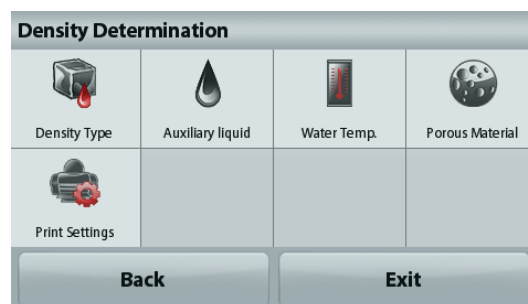 Density Determination
Density Type
Auxiliary liquid
Water Temp.
Porous Material
Print Settings
Back
Exit